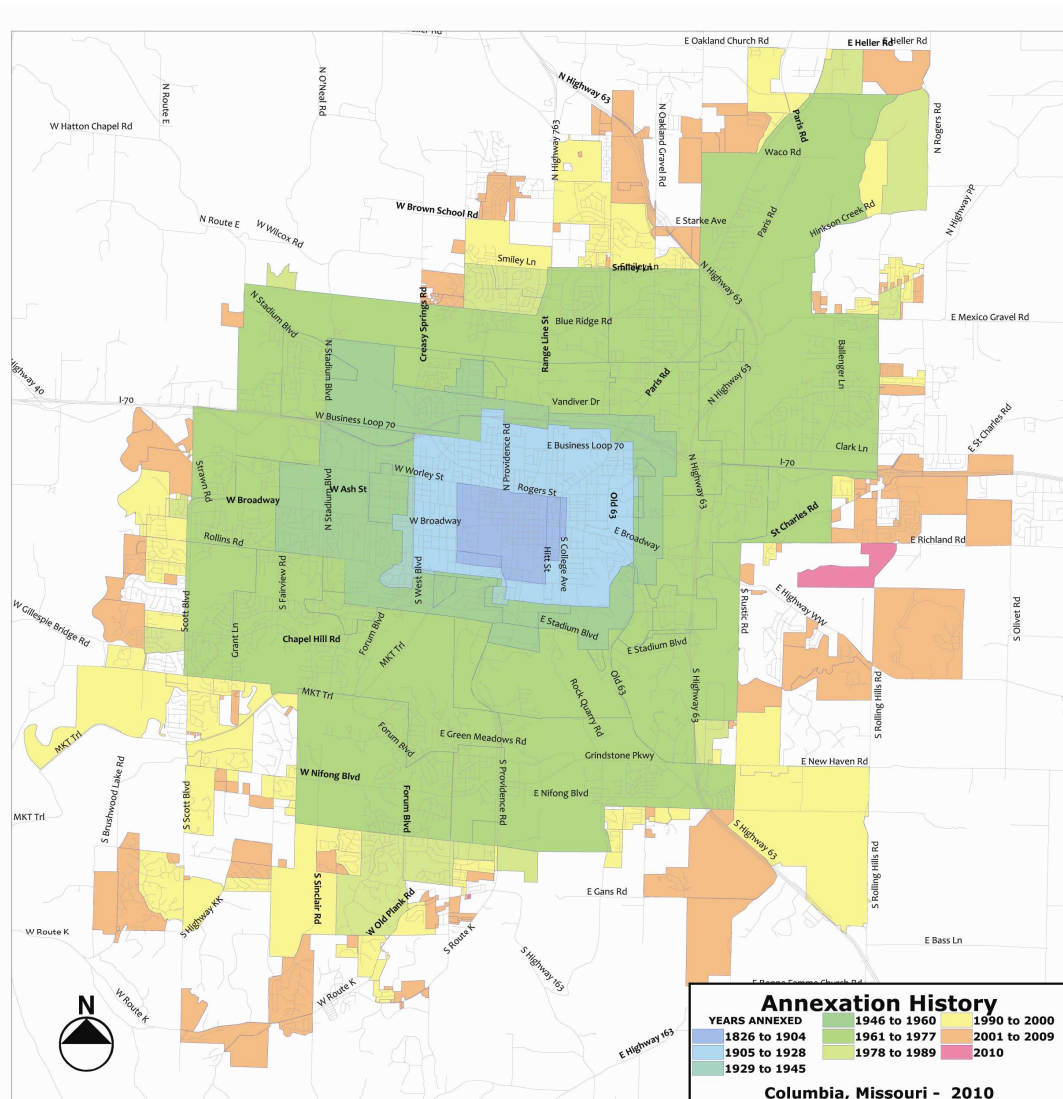 E Oakland Church Rd
E Heller Rd
E Heller Rd
N Highway 63
N Route E
N O'Neal Rd
N Highway 763
N Oakland Gravel Rd
Paris Rd
N Rogers Rd
W Hatton Chapel Rd
Waco Rd
N Highway PP
W Brown School Rd
N Route E
W Wilcox Rd
E Starke Ave
Paris Rd
Hinkson Creek Rd
Smiley Ln
Smiley Ln
N Highway 63
N Stadium Blvd
Creasy Springs Rd
Range Line St
Blue Ridge Rd
E Mexico Gravel Rd
N Stadium Blvd
Paris Rd
N Highway 63
Ballenger Ln
Highway 40
I-70
Vandiver Dr
W Business Loop 70
N Providence Rd
E Business Loop 70
Clark Ln
E St Charles Rd
I-70
Strawn Rd
W Broadway
N Stadium Blvd
W Ash St
W Worley St
Rogers St
Old 63
N Highway 63
St Charles Rd
W Broadway
E Broadway
Rollins Rd
S College Ave
Hitt St
E Richland Rd
S Fairview Rd
S West Blvd
S Rustic Rd
E Highway WW
S Olivet Rd
W Gillespie Bridge Rd
Scott Blvd
Grant Ln
Chapel Hill Rd
Forum Blvd
MKT Trl
E Stadium Blvd
E Stadium Blvd
Old 63
S Highway 63
S Rolling Hills Rd
MKT Trl
Rock Quarry Rd
MKT Trl
Forum Blvd
E Green Meadows Rd
Grindstone Pkwy
E New Haven Rd
S Brushwood Lake Rd
S Scott Blvd
W Nifong Blvd
Forum Blvd
S Providence Rd
E Nifong Blvd
MKT Trl
S Highway 63
S Rolling Hills Rd
S Highway KK
S Sinclair Rd
W Old Plank Rd
E Gans Rd
W Route K
S Route K
E Bass Ln
S Highway 163
W Route K
W Route K
N
E Highway 163
Annexation History
YEARS ANNEXED
1826 to 1904
1905 to 1928
1929 to 1945
1946 to 1960
1961 to 1977
1978 to 1989
1990 to 2000
2001 to 2009
2010
Columbia, Missouri - 2010